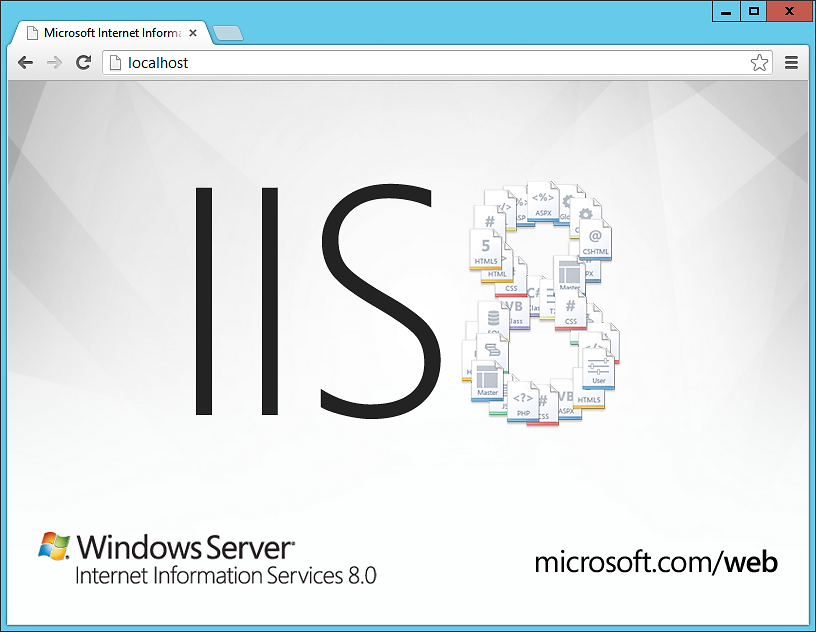 Microsoft Internet Informa
localhost
IIS 8
<%>
ASPX
@
CSHTML
#
5
HTML5
HTML
CSS
Master
VB
#
CSS
User
Master
<?>
PHP
#
CSS
VB
ASPX
HTML5
Windows Server
Internet Information Services 8.0
microsoft.com/web